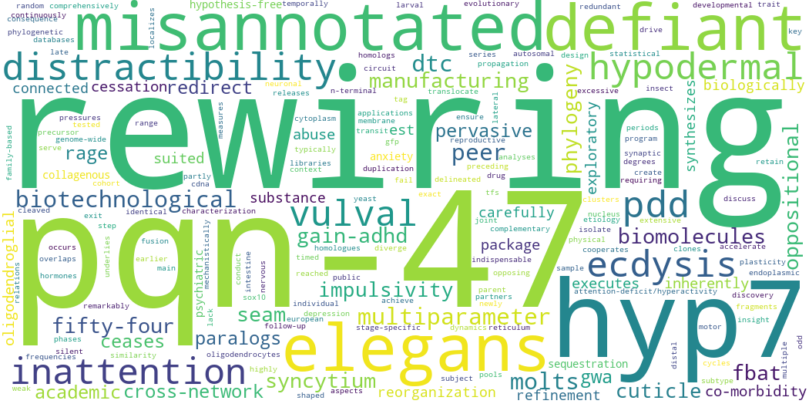 random comprehensively hypothesis-free temporally larval evolutionary redundant developmental trait
continuously
consequence
misannotated defiant
phylogenetic databases late localizes homologs series autosomal drive design statistical key
distractibility dtc hypodermal
connected cessation redirect manufacturing biologically
rewiring
neuronal circuit n-terminal propagation pressures excessive insect
precursor tested tag releases translocate lateral
genome-wide range cytoplasm applications ensure periods
family-based serve measures abuse est pervasive phylogeny exploratory synthesizes program
rage suited gfp membrane transit reproductive peer synaptic degrees retain
collagenous partly libraries typically anxiety preceding drug analyses create requiring
cohort cdna context duplication fail exact delineated tfs discuss
biotechnological substance yeast clusters extensive pdd oppositional
pqn-47 hyp7
cleaved exit identical characterization vulval carefully etiology nucleus
step fusion homologues diverge joint complementary physical isolate accelerate
occurs earlier main gain-adhd package indispensable biomolecules
overlaps underlies psychiatric mechanistically timed reached public opposing cooperates clones plasticity
hormones conduct intestine nervous parent partners sample endoplasmic
oligodendroglial relations remarkably sox10 impulsivity namely executes inherently ecdysis
lack individual achieve attention-deficit/hyperactivity discovery fragments
seam european depression multiparameter
fifty-four follow-up stage-specific dynamics reticulum motor insight
phases ceases paralogs elegans molts sequestration distal multiple odd
silent similarity oligodendrocytes
inattention frequencies highly pools gwa cycles fbat
weak syncytium subtype
academic cross-network shaped aspects subject reorganization refinement cuticle co-morbidity